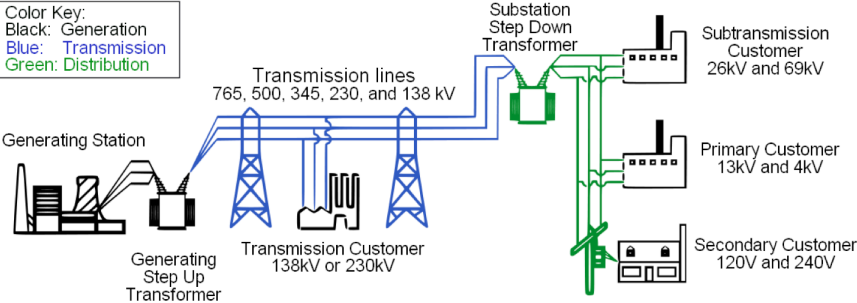 Color Key:
Black: Generation
Blue: Transmission
Green: Distribution
Generating Station
Generating
Step Up
Transformer
Transmission lines
765, 500, 345, 230, and 138 kV
Transmission Customer
138kV or 230kV
Substation
Step Down
Transformer
Subtransmission
Customer
26kV and 69kV
Primary Customer
13kV and 4kV
Secondary Customer
120V and 240V